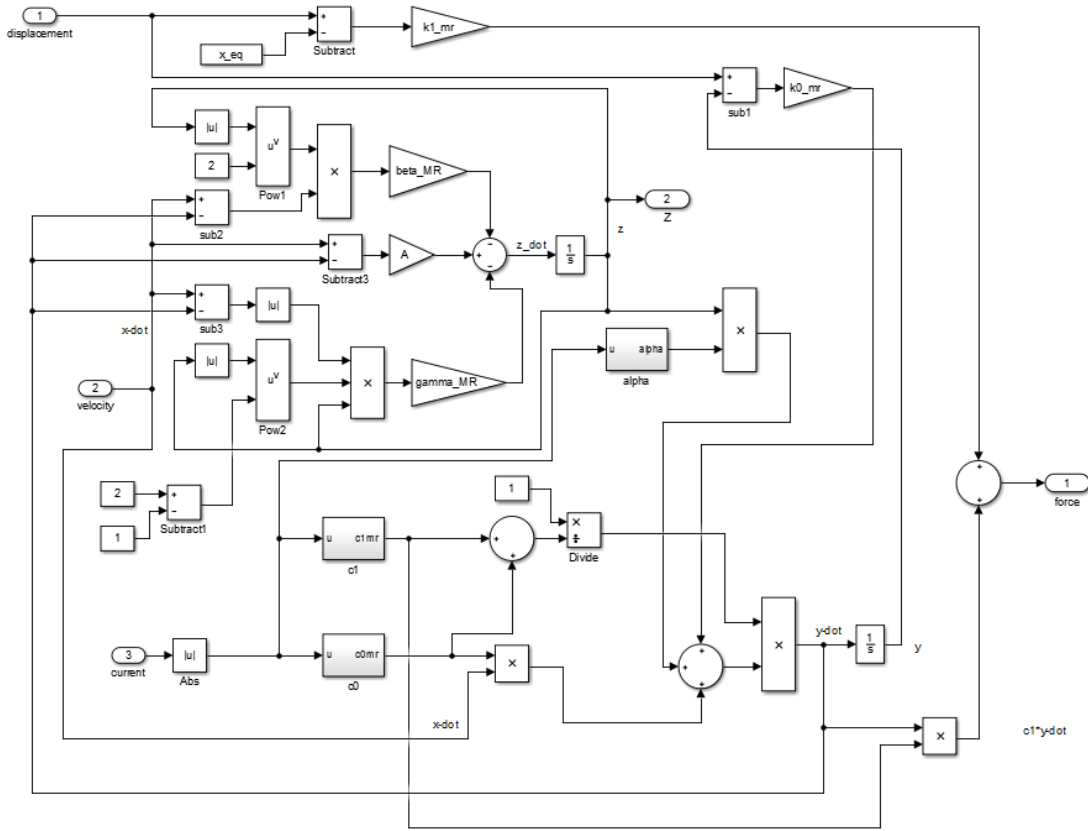 1
displacement
x_eq
+
−
Subtract
k1_mr
+
−
sub1
k0_mr
|u|
2
u^v
Pow1
×
beta_MR
+
−
sub2
+
−
Subtract3
A
−
+
−
z_dot
1
s
2
Z
z
x-dot
+
−
sub3
|u|
|u|
u^v
Pow2
×
gamma_MR
u alpha
alpha
×
2
velocity
2
1
+
−
Subtract1
1
×
÷
Divide
u c1mr
c1
+
+
+
+
1
force
3
current
|u|
Abs
u c0mr
c0
×
x-dot
+
+
+
+
×
y-dot
1
s
y
×
c1*y-dot